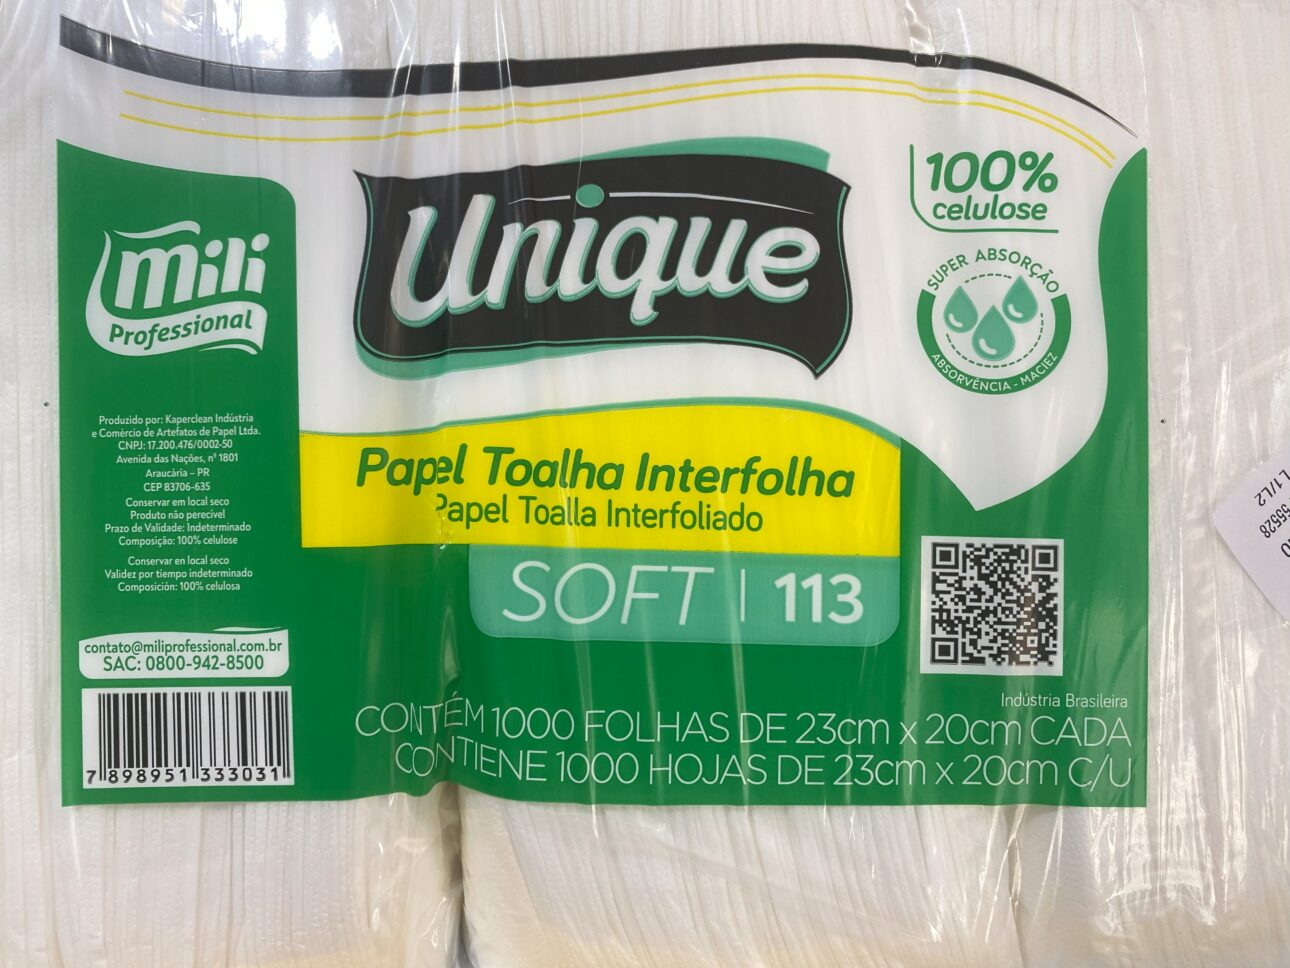 Unique
100%
celulose
SUPER ABSORÇÃO
ABSORVÊNCIA - MACIEZ
mili
Professional
Produzido por: Kaperclean Indústria
e Comércio de Artefatos de Papel Ltda.
CNPJ: 17.200.476/0002-50
Avenida das Nações, nº 1801
Araucária – PR
CEP 83706-635
Conservar em local seco
Produto não perecível
Prazo de Validade: Indeterminado
Composição: 100% celulose
Conservar en local seco
Validez por tiempo indeterminado
Composición: 100% celulosa
contato@miliprofessional.com.br
SAC: 0800-942-8500
7 898951 333031
Papel Toalha Interfolha
Papel Toalla Interfoliado
SOFT | 113
Indústria Brasileira
CONTÉM 1000 FOLHAS DE 23cm x 20cm CADA
CONTIENE 1000 HOJAS DE 23cm x 20cm C/U
55528
L1/L2